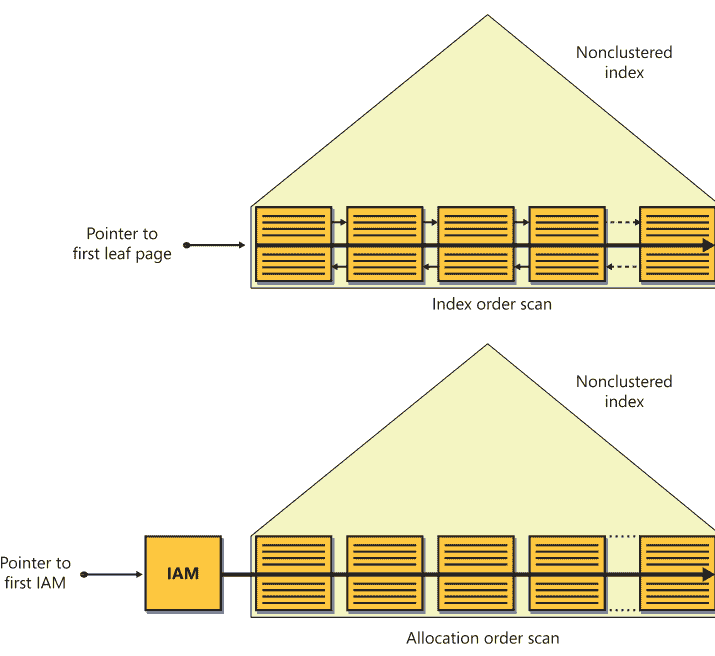 Nonclustered
index
Pointer to
first leaf page
Index order scan
Nonclustered
index
Pointer to
first IAM
IAM
Allocation order scan